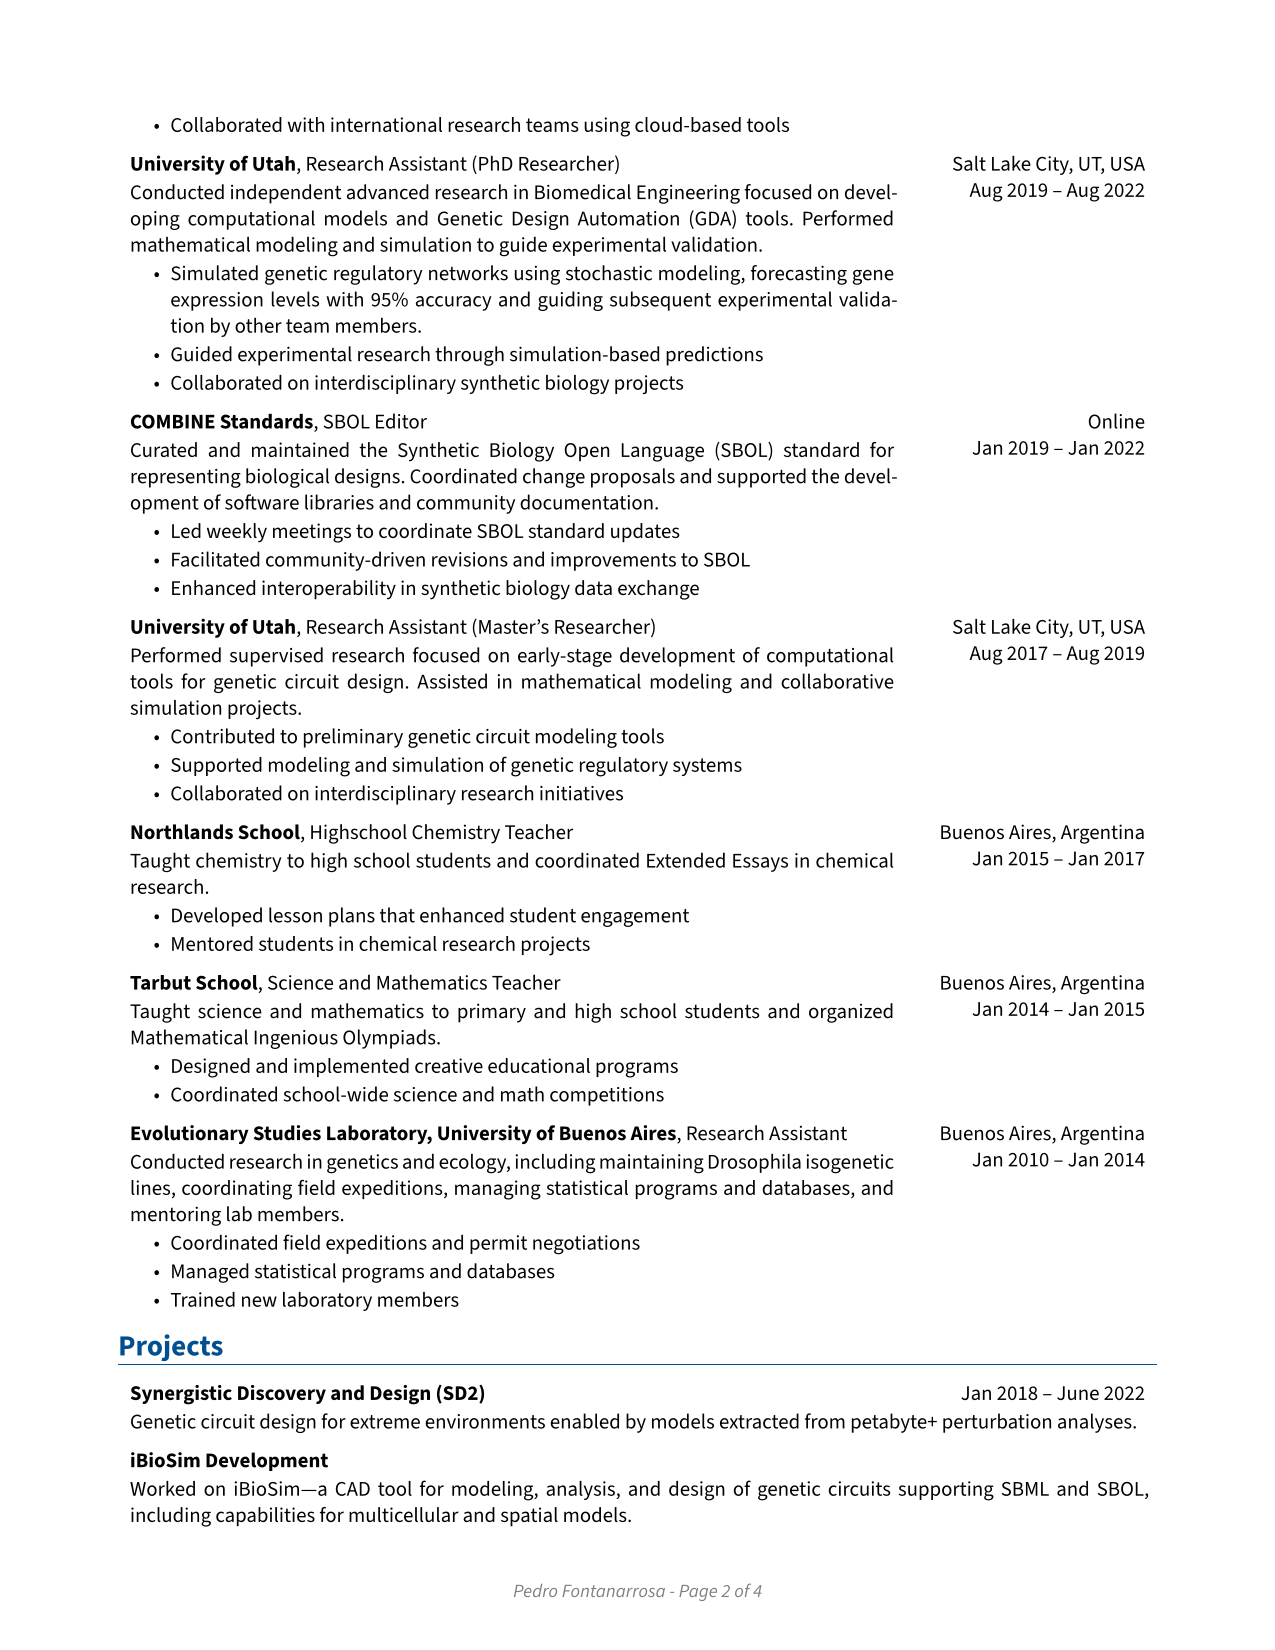 • Collaborated with international research teams using cloud-based tools
University of Utah, Research Assistant (PhD Researcher) Salt Lake City, UT, USA
Conducted independent advanced research in Biomedical Engineering focused on devel- Aug 2019 – Aug 2022
oping computational models and Genetic Design Automation (GDA) tools. Performed
mathematical modeling and simulation to guide experimental validation.
• Simulated genetic regulatory networks using stochastic modeling, forecasting gene
expression levels with 95% accuracy and guiding subsequent experimental valida-
tion by other team members.
• Guided experimental research through simulation-based predictions
• Collaborated on interdisciplinary synthetic biology projects
COMBINE Standards, SBOL Editor Online
Curated and maintained the Synthetic Biology Open Language (SBOL) standard for Jan 2019 – Jan 2022
representing biological designs. Coordinated change proposals and supported the devel-
opment of software libraries and community documentation.
• Led weekly meetings to coordinate SBOL standard updates
• Facilitated community-driven revisions and improvements to SBOL
• Enhanced interoperability in synthetic biology data exchange
University of Utah, Research Assistant (Master’s Researcher) Salt Lake City, UT, USA
Performed supervised research focused on early-stage development of computational Aug 2017 – Aug 2019
tools for genetic circuit design. Assisted in mathematical modeling and collaborative
simulation projects.
• Contributed to preliminary genetic circuit modeling tools
• Supported modeling and simulation of genetic regulatory systems
• Collaborated on interdisciplinary research initiatives
Northlands School, Highschool Chemistry Teacher Buenos Aires, Argentina
Taught chemistry to high school students and coordinated Extended Essays in chemical Jan 2015 – Jan 2017
research.
• Developed lesson plans that enhanced student engagement
• Mentored students in chemical research projects
Tarbut School, Science and Mathematics Teacher Buenos Aires, Argentina
Taught science and mathematics to primary and high school students and organized Jan 2014 – Jan 2015
Mathematical Ingenious Olympiads.
• Designed and implemented creative educational programs
• Coordinated school-wide science and math competitions
Evolutionary Studies Laboratory, University of Buenos Aires, Research Assistant Buenos Aires, Argentina
Conducted research in genetics and ecology, including maintaining Drosophila isogenetic Jan 2010 – Jan 2014
lines, coordinating field expeditions, managing statistical programs and databases, and
mentoring lab members.
• Coordinated field expeditions and permit negotiations
• Managed statistical programs and databases
• Trained new laboratory members
Projects
Synergistic Discovery and Design (SD2) Jan 2018 – June 2022
Genetic circuit design for extreme environments enabled by models extracted from petabyte+ perturbation analyses.
iBioSim Development
Worked on iBioSim—a CAD tool for modeling, analysis, and design of genetic circuits supporting SBML and SBOL,
including capabilities for multicellular and spatial models.
Pedro Fontanarrosa - Page 2 of 4